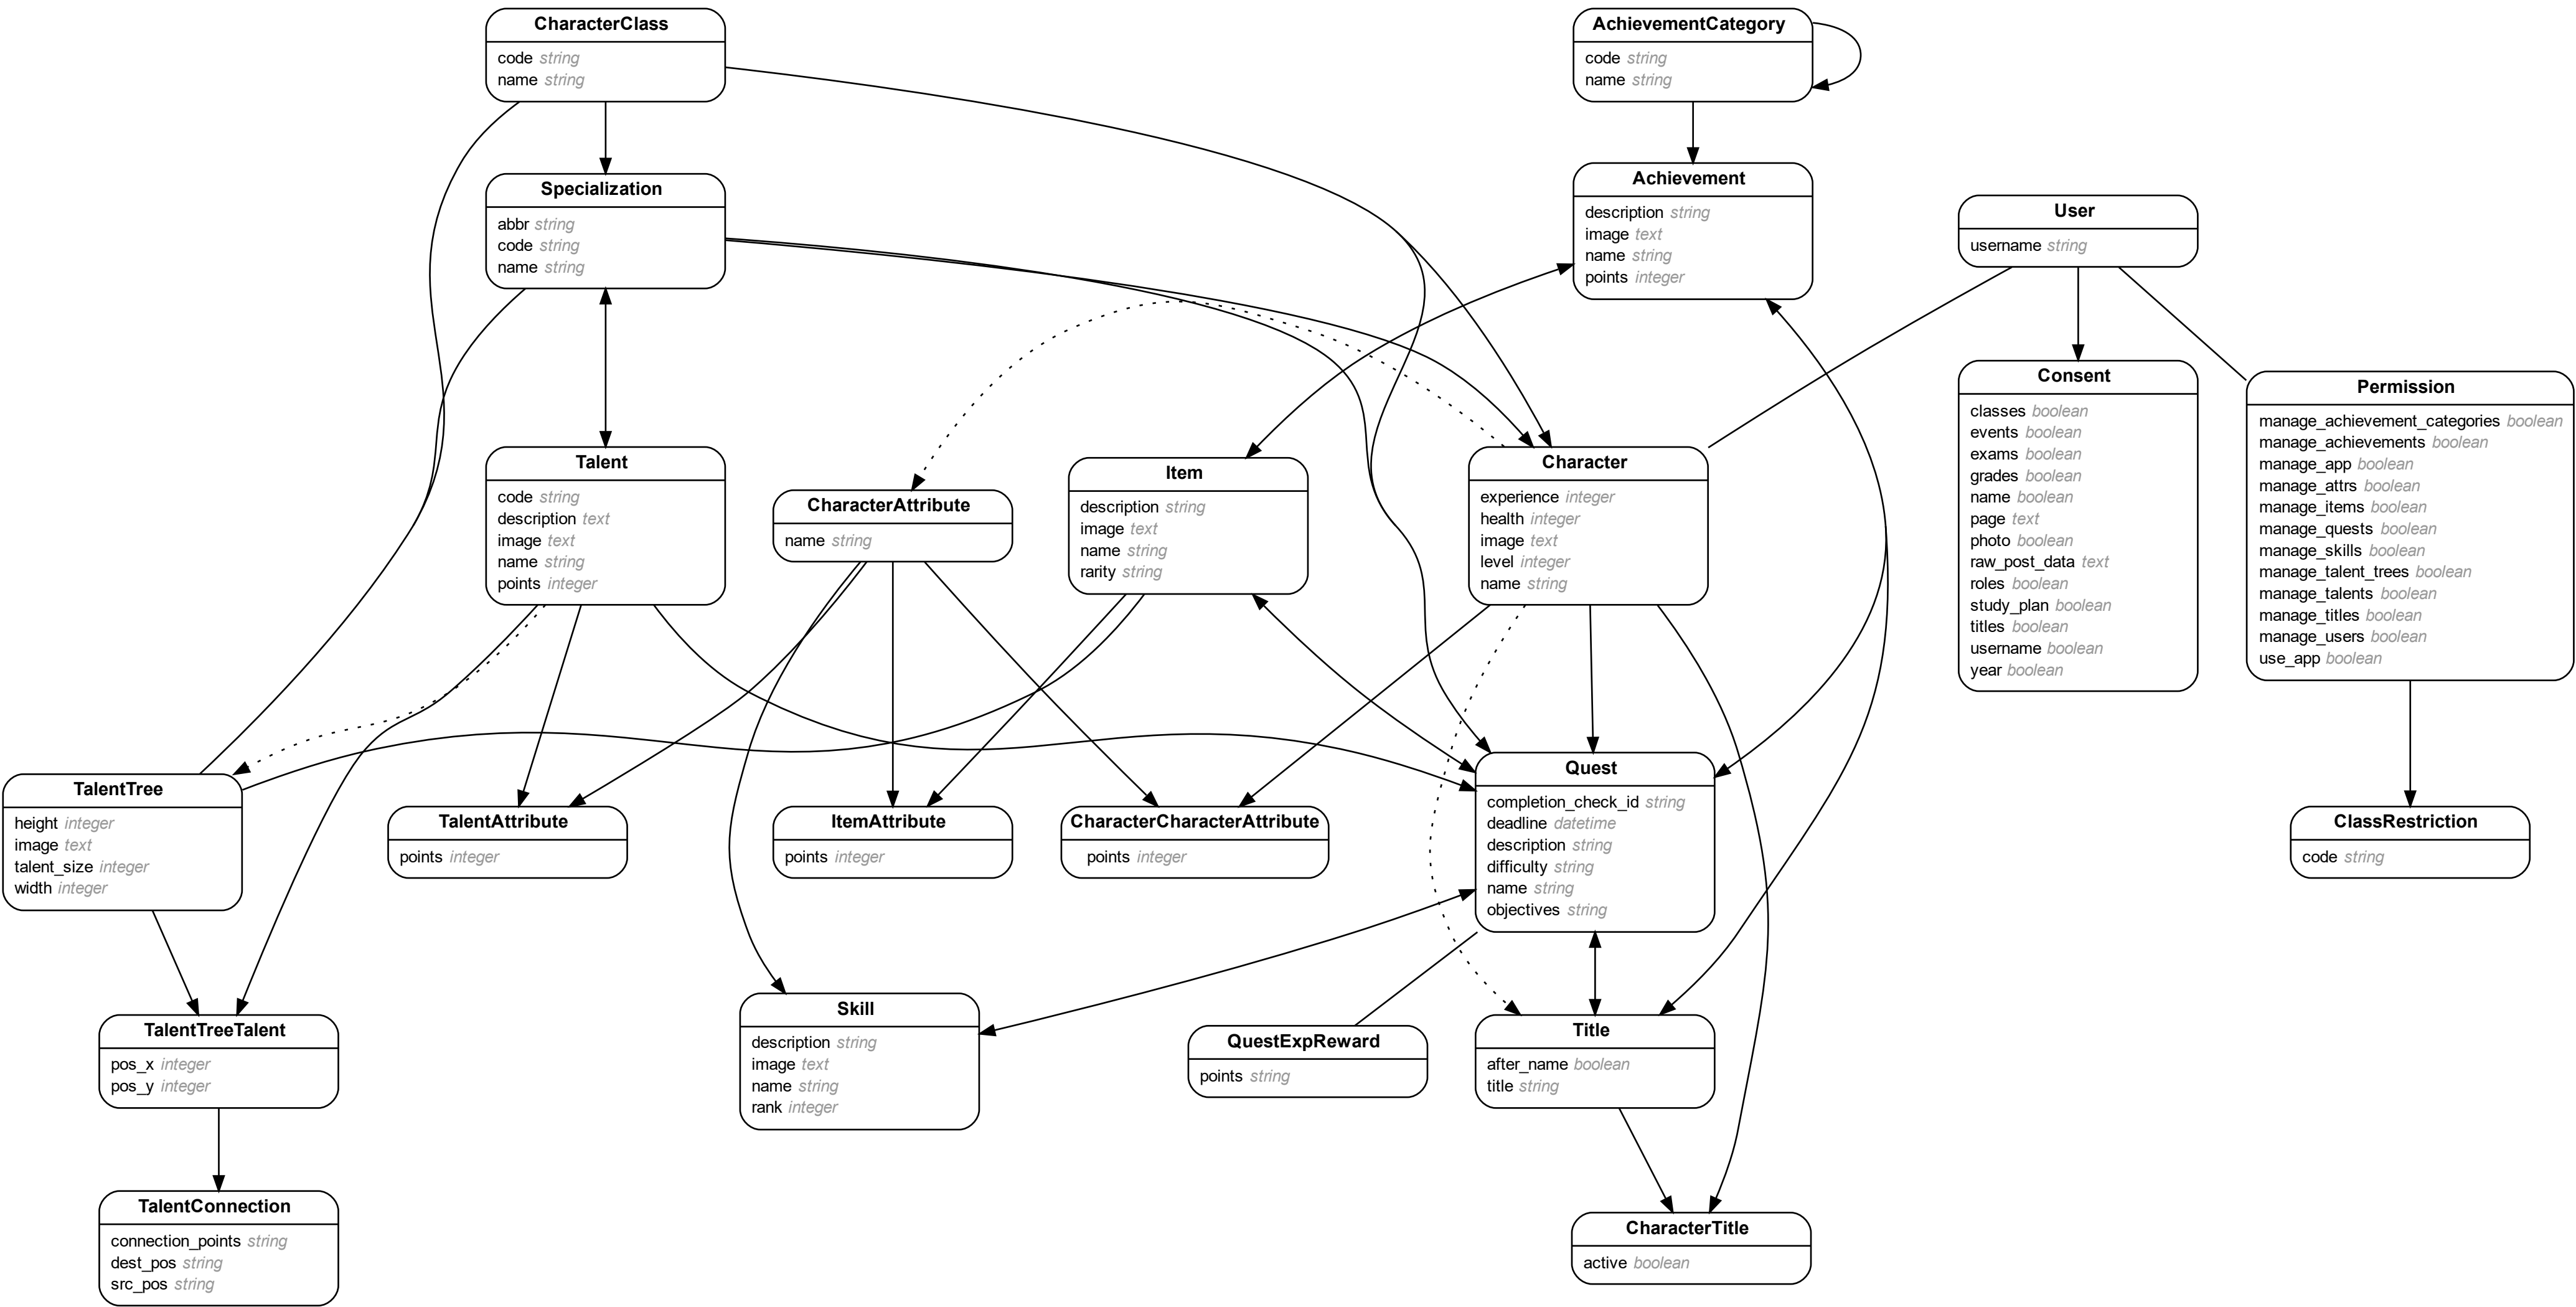 CharacterClass
code string
name string
AchievementCategory
code string
name string
Specialization
abbr string
code string
name string
Achievement
description string
image text
name string
points integer
User
username string
Talent
code string
description text
image text
name string
points integer
CharacterAttribute
name string
Item
description string
image text
name string
rarity string
Character
experience integer
health integer
image text
level integer
name string
Consent
classes boolean
events boolean
exams boolean
grades boolean
name boolean
page text
photo boolean
raw_post_data text
roles boolean
study_plan boolean
titles boolean
username boolean
year boolean
Permission
manage_achievement_categories boolean
manage_achievements boolean
manage_app boolean
manage_attrs boolean
manage_items boolean
manage_quests boolean
manage_skills boolean
manage_talent_trees boolean
manage_talents boolean
manage_titles boolean
manage_users boolean
use_app boolean
TalentTree
height integer
image text
talent_size integer
width integer
TalentAttribute
points integer
ItemAttribute
points integer
CharacterCharacterAttribute
points integer
Quest
completion_check_id string
deadline datetime
description string
difficulty string
name string
objectives string
ClassRestriction
code string
TalentTreeTalent
pos_x integer
pos_y integer
Skill
description string
image text
name string
rank integer
QuestExpReward
points string
Title
after_name boolean
title string
TalentConnection
connection_points string
dest_pos string
src_pos string
CharacterTitle
active boolean